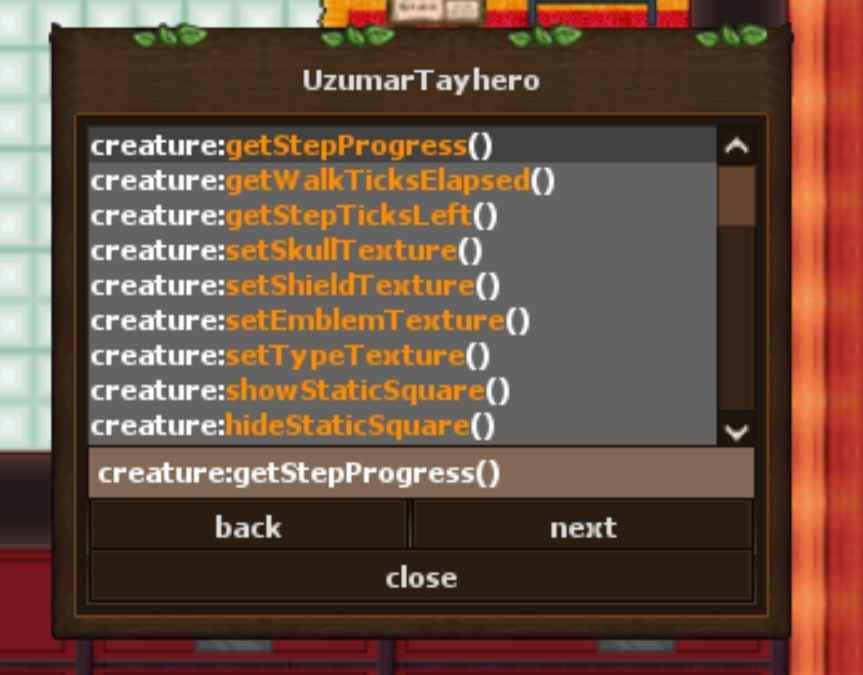 UzumarTayhero
creature:getStepProgress()
creature:getWalkTicksElapsed()
creature:getStepTicksLeft()
creature:setSkullTexture()
creature:setShieldTexture()
creature:setEmblemTexture()
creature:setTypeTexture()
creature:showStaticSquare()
creature:hideStaticSquare()
creature:getStepProgress()
back next
close